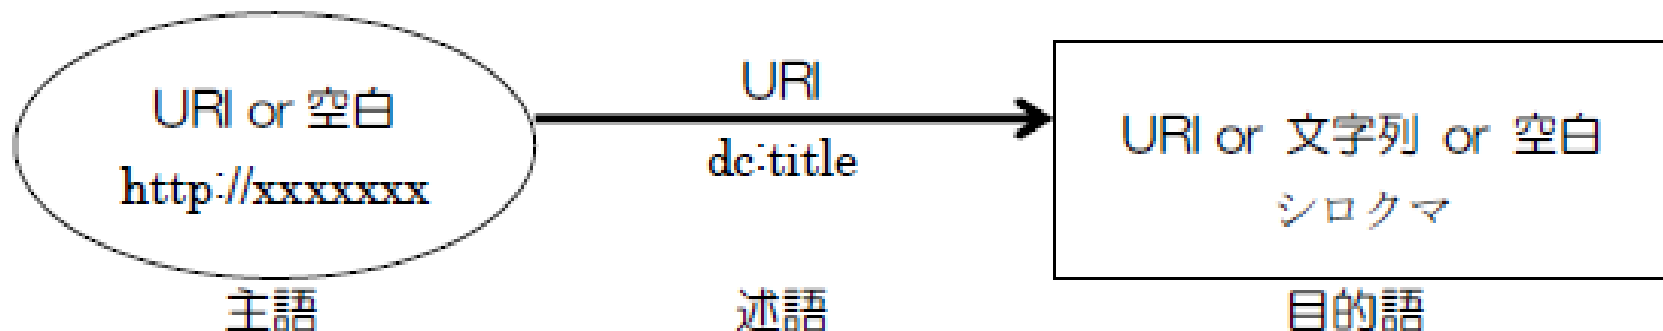 URI or 空白
http://xxxxxxx
主語
URI
dc:title
述語
URI or 文字列 or 空白
シロクマ
目的語